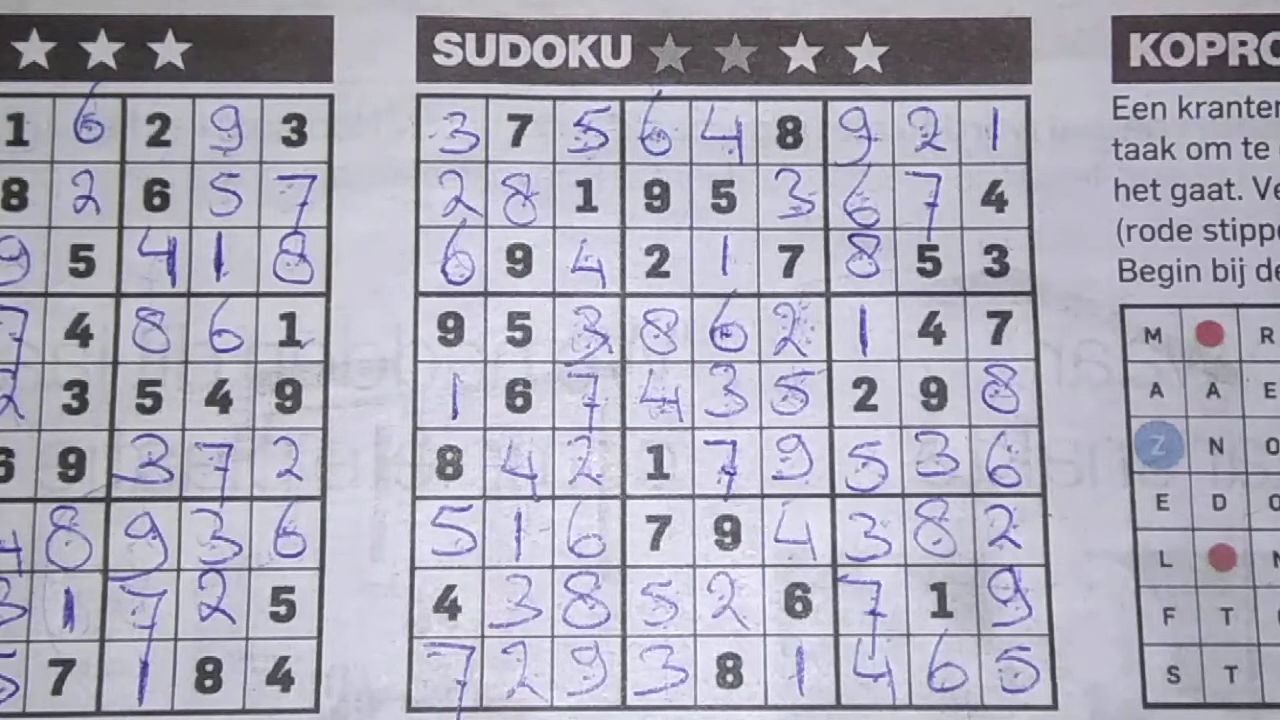 ★ ★ ★
1 6 2 9 3
8 2 6 5 7
9 5 4 1 8
7 4 8 6 1
2 3 5 4 9
6 9 3 7 2
4 8 9 3 6
3 1 7 2 5
5 7 1 8 4
SUDOKU ★ ★ ★ ★
3 7 5 6 4 8 9 2 1
2 8 1 9 5 3 6 7 4
6 9 4 2 1 7 8 5 3
9 5 3 8 6 2 1 4 7
1 6 7 4 3 5 2 9 8
8 4 2 1 7 9 5 3 6
5 1 6 7 9 4 3 8 2
4 3 8 5 2 6 7 1 9
7 2 9 3 8 1 4 6 5
KOPRO
Een kranten
taak om te
het gaat. Ve
(rode stippe
Begin bij de
M R
A A E
Z N O
E D O
L
F T
S T